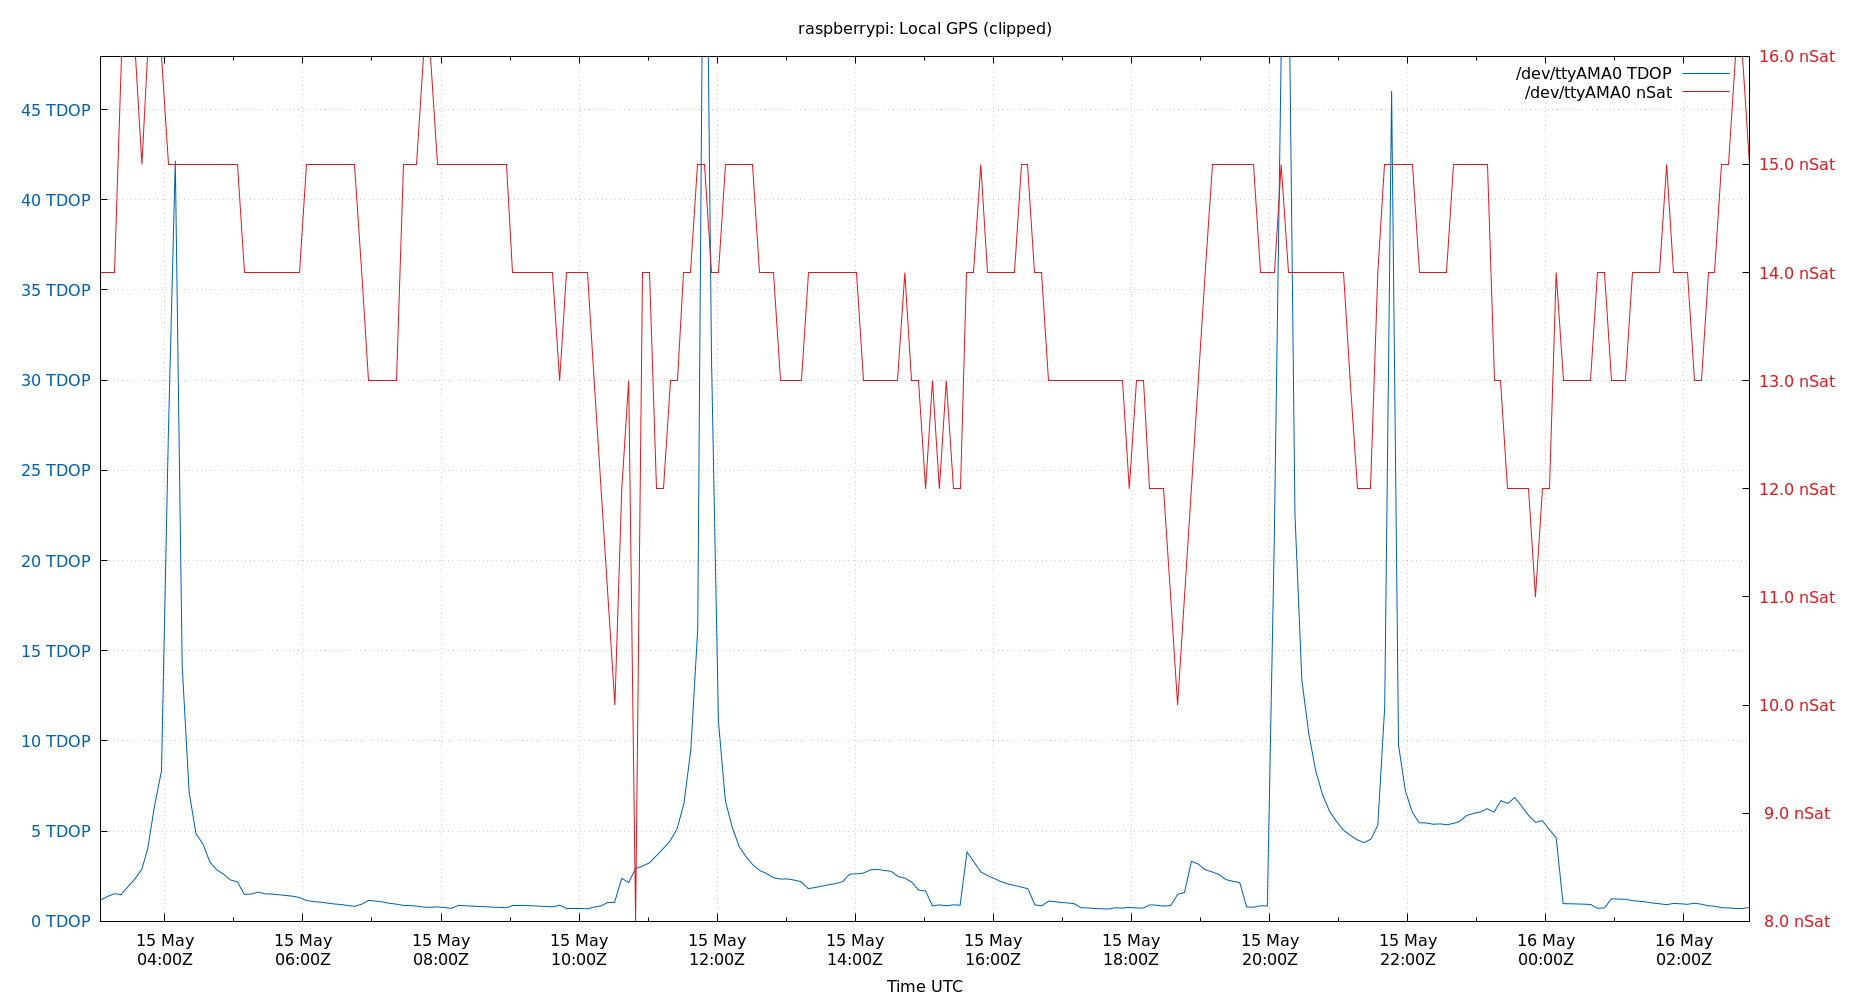 raspberrypi: Local GPS (clipped)
/dev/ttyAMA0 TDOP
/dev/ttyAMA0 nSat
45 TDOP
40 TDOP
35 TDOP
30 TDOP
25 TDOP
20 TDOP
15 TDOP
10 TDOP
5 TDOP
0 TDOP
16.0 nSat
15.0 nSat
14.0 nSat
13.0 nSat
12.0 nSat
11.0 nSat
10.0 nSat
9.0 nSat
8.0 nSat
15 May 15 May 15 May 15 May 15 May 15 May 15 May 15 May 15 May 15 May 16 May 16 May
04:00Z 06:00Z 08:00Z 10:00Z 12:00Z 14:00Z 16:00Z 18:00Z 20:00Z 22:00Z 00:00Z 02:00Z
Time UTC